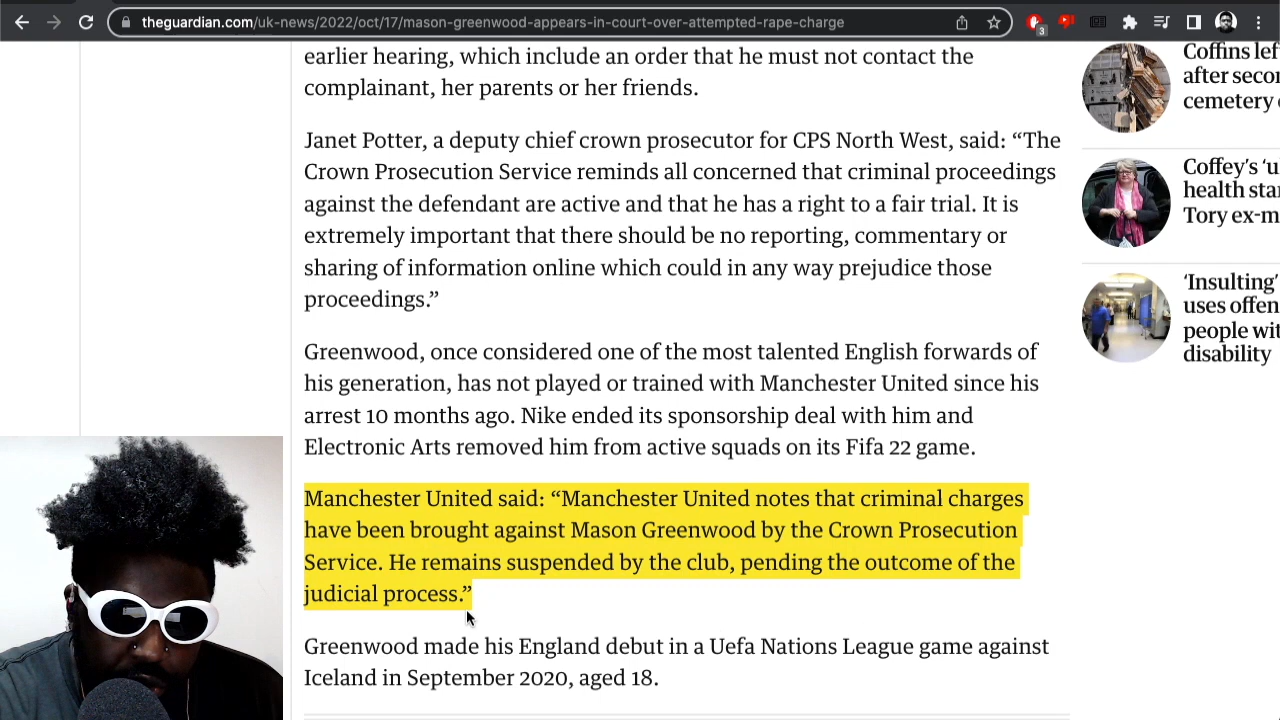 theguardian.com/uk-news/2022/oct/17/mason-greenwood-appears-in-court-over-attempted-rape-charge
3
earlier hearing, which include an order that he must not contact the
complainant, her parents or her friends.
Janet Potter, a deputy chief crown prosecutor for CPS North West, said: “The
Crown Prosecution Service reminds all concerned that criminal proceedings
against the defendant are active and that he has a right to a fair trial. It is
extremely important that there should be no reporting, commentary or
sharing of information online which could in any way prejudice those
proceedings.”
Greenwood, once considered one of the most talented English forwards of
his generation, has not played or trained with Manchester United since his
arrest 10 months ago. Nike ended its sponsorship deal with him and
Electronic Arts removed him from active squads on its Fifa 22 game.
Manchester United said: “Manchester United notes that criminal charges
have been brought against Mason Greenwood by the Crown Prosecution
Service. He remains suspended by the club, pending the outcome of the
judicial process.”
Greenwood made his England debut in a Uefa Nations League game against
Iceland in September 2020, aged 18.
Coffins lef
after secon
cemetery c
Coffey’s ‘u
health sta
Tory ex-m
‘Insulting’
uses offen
people wit
disability